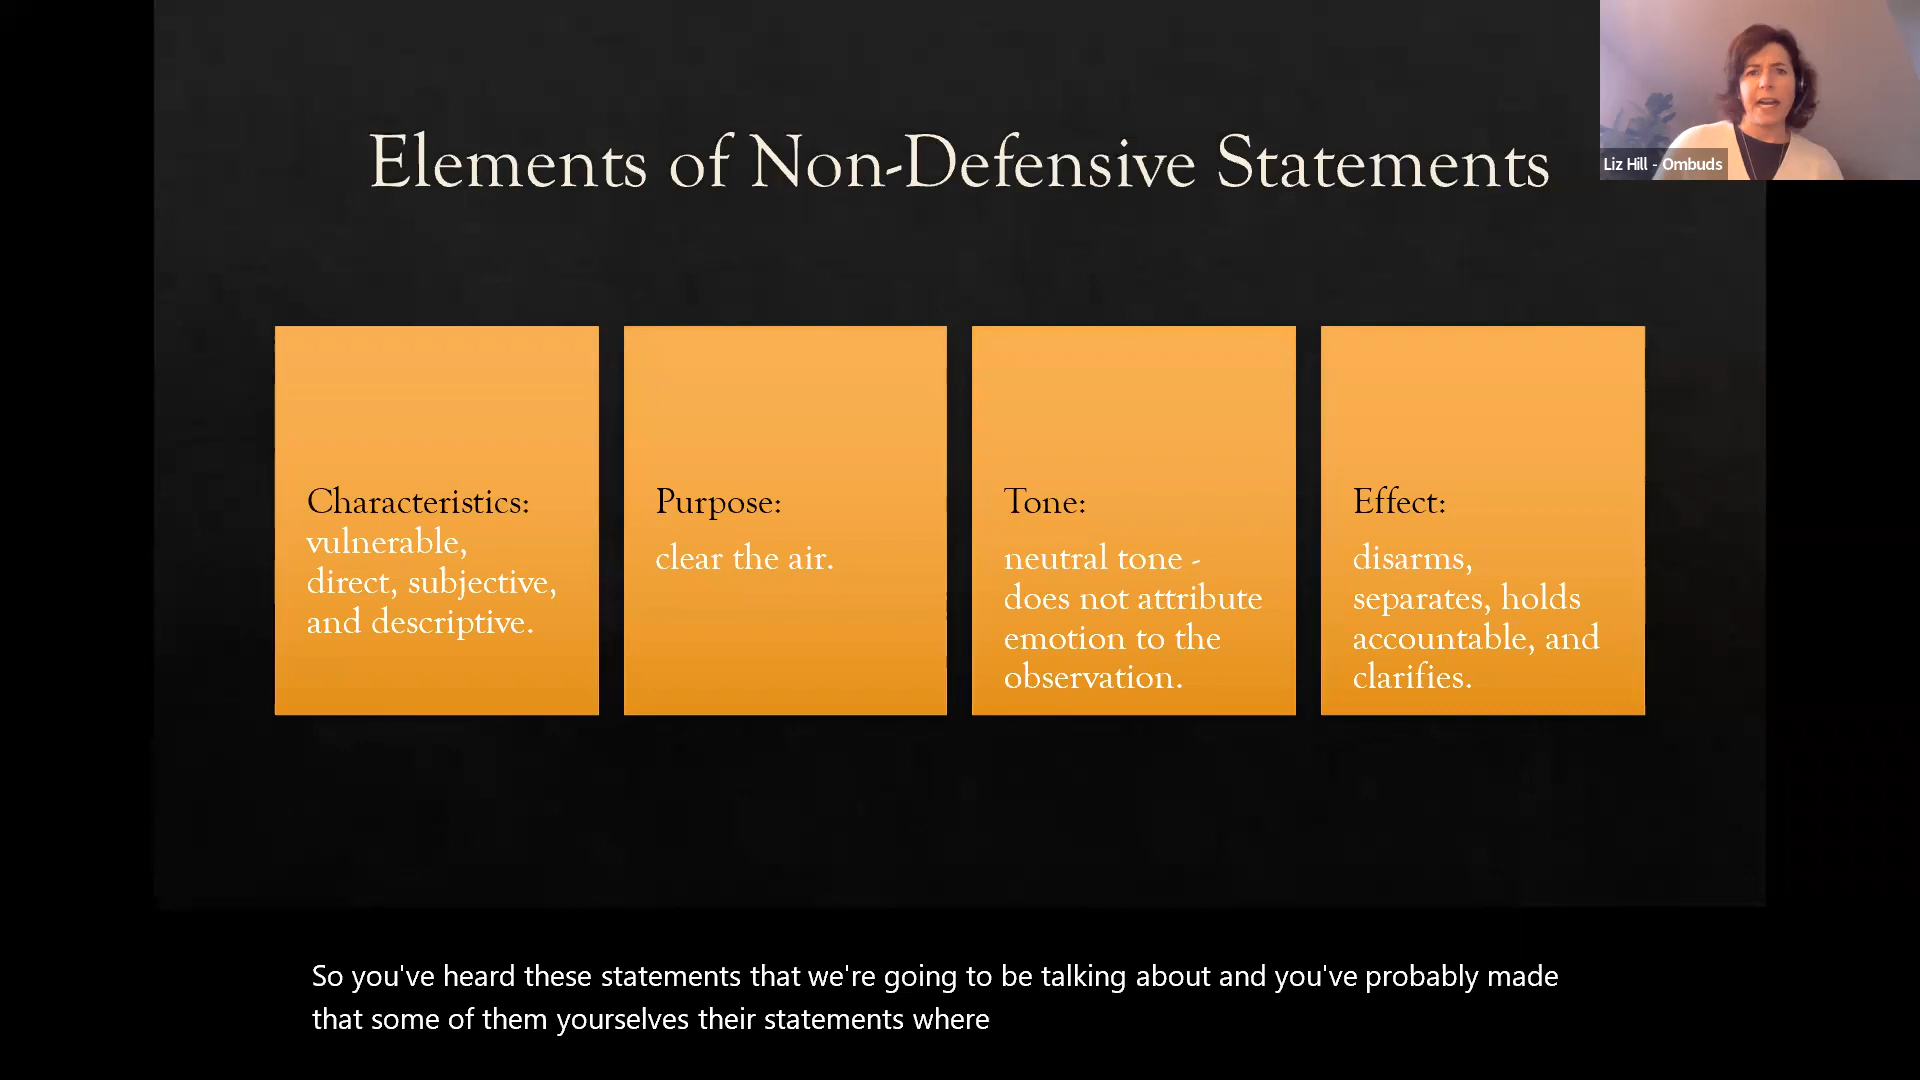 Elements of Non-Defensive Statements
Liz Hill - Ombuds
Characteristics:
vulnerable,
direct, subjective,
and descriptive.
Purpose:
clear the air.
Tone:
neutral tone -
does not attribute
emotion to the
observation.
Effect:
disarms,
separates, holds
accountable, and
clarifies.
So you've heard these statements that we're going to be talking about and you've probably made
that some of them yourselves their statements where